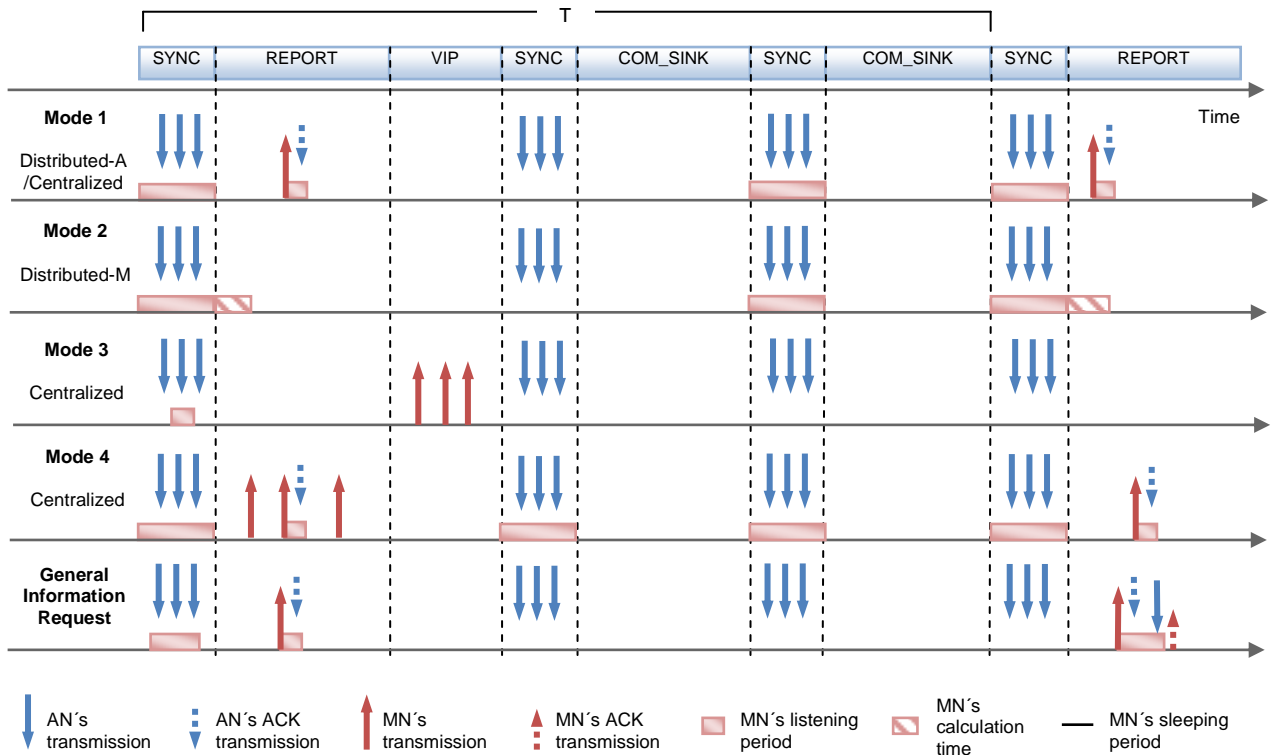 T
SYNC REPORT VIP SYNC COM_SINK SYNC COM_SINK SYNC REPORT
Time
Mode 1
Distributed-A
/Centralized
Mode 2
Distributed-M
Mode 3
Centralized
Mode 4
Centralized
General
Information
Request
AN´s
transmission
AN´s ACK
transmission
MN´s
transmission
MN´s ACK
transmission
MN´s listening
period
MN´s
calculation
time
MN´s sleeping
period